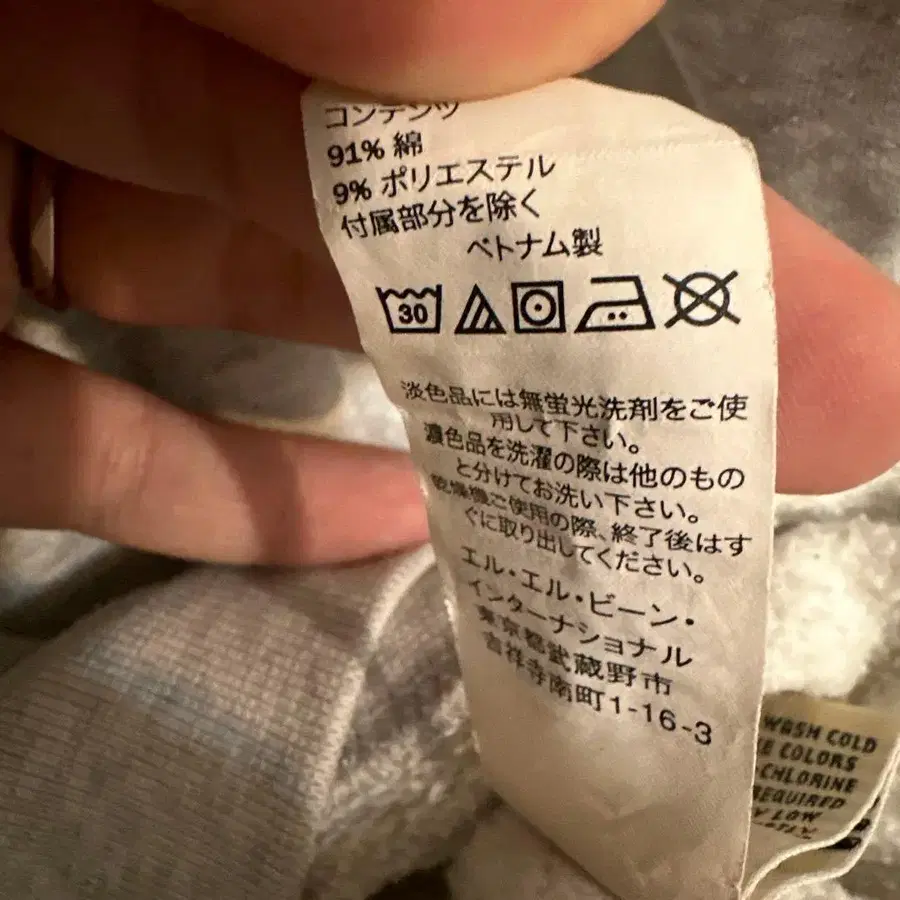 コンテンツ
91% 綿
9% ポリエステル
付属部分を除く
ベトナム製
30
淡色品には無蛍光洗剤をご使
用して下さい。
濃色品を洗濯の際は他のもの
と分けてお洗い下さい。
乾燥機ご使用の際、終了後はす
ぐに取り出してください。
エル・エル・ビーン・
インターナショナル
東京都武蔵野市
吉祥寺南町1-16-3
WASH COLD
COLORS
CHLORINE
REQUIRED
LOW